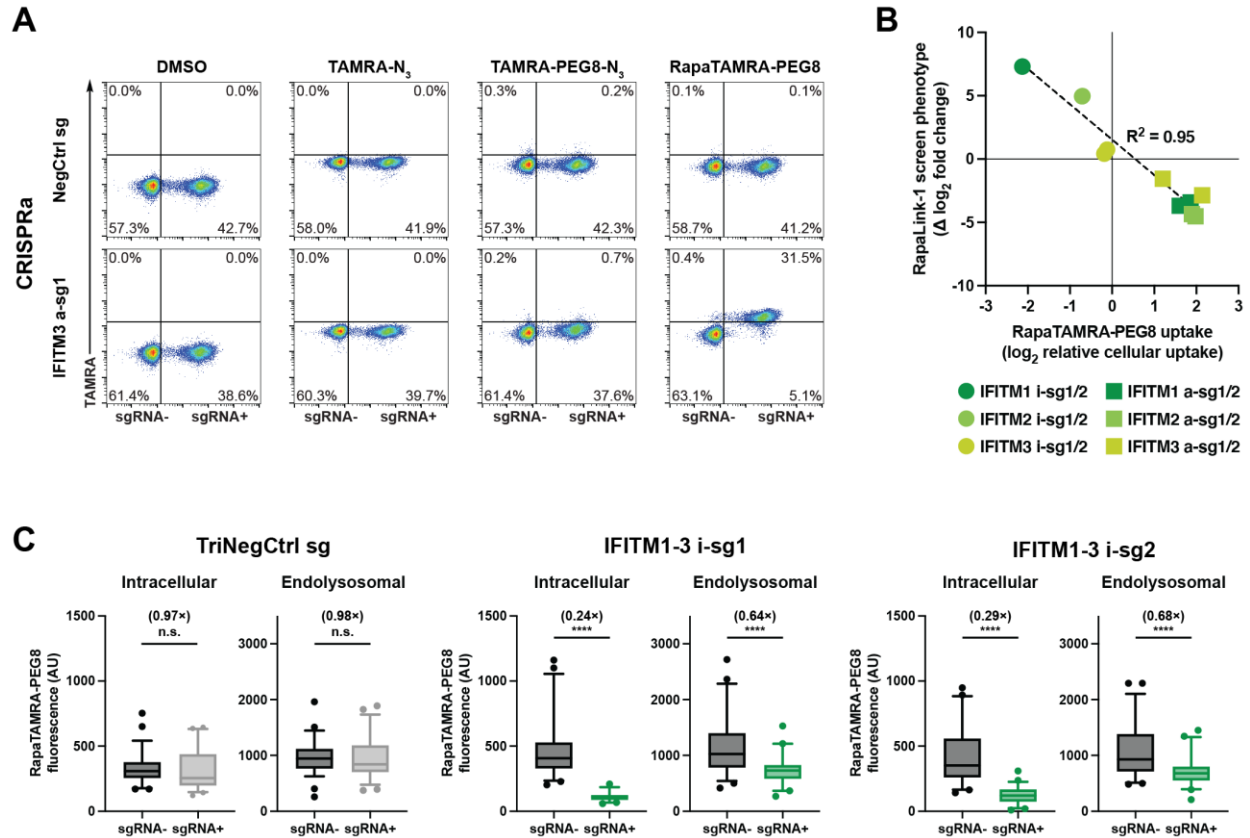 A
DMSO
TAMRA-N3
TAMRA-PEG8-N3
RapaTAMRA-PEG8
CRISPRa
NegCtrl sg
0.0% 0.0%
57.3% 42.7%
0.0% 0.0%
58.0% 41.9%
0.3% 0.2%
57.3% 42.3%
0.1% 0.1%
58.7% 41.2%
IFITM3 a-sg1
TAMRA
0.0% 0.0%
61.4% 38.6%
0.0% 0.0%
60.3% 39.7%
0.2% 0.7%
61.4% 37.6%
0.4% 31.5%
63.1% 5.1%
sgRNA- sgRNA+
sgRNA- sgRNA+
sgRNA- sgRNA+
sgRNA- sgRNA+
B
RapaLink-1 screen phenotype
(Δ log2 fold change)
10
5
0
-5
-10
R2 = 0.95
-3 -2 -1 0 1 2 3
RapaTAMRA-PEG8 uptake
(log2 relative cellular uptake)
IFITM1 i-sg1/2 IFITM1 a-sg1/2
IFITM2 i-sg1/2 IFITM2 a-sg1/2
IFITM3 i-sg1/2 IFITM3 a-sg1/2
C
TriNegCtrl sg
Intracellular
(0.97×)
n.s.
RapaTAMRA-PEG8
fluorescence (AU)
1500
1000
500
0
sgRNA- sgRNA+
Endolysosomal
(0.98×)
n.s.
3000
2000
1000
0
sgRNA- sgRNA+
IFITM1-3 i-sg1
Intracellular
(0.24×)
****
RapaTAMRA-PEG8
fluorescence (AU)
1500
1000
500
0
sgRNA- sgRNA+
Endolysosomal
(0.64×)
****
3000
2000
1000
0
sgRNA- sgRNA+
IFITM1-3 i-sg2
Intracellular
(0.29×)
****
RapaTAMRA-PEG8
fluorescence (AU)
1500
1000
500
0
sgRNA- sgRNA+
Endolysosomal
(0.68×)
****
3000
2000
1000
0
sgRNA- sgRNA+